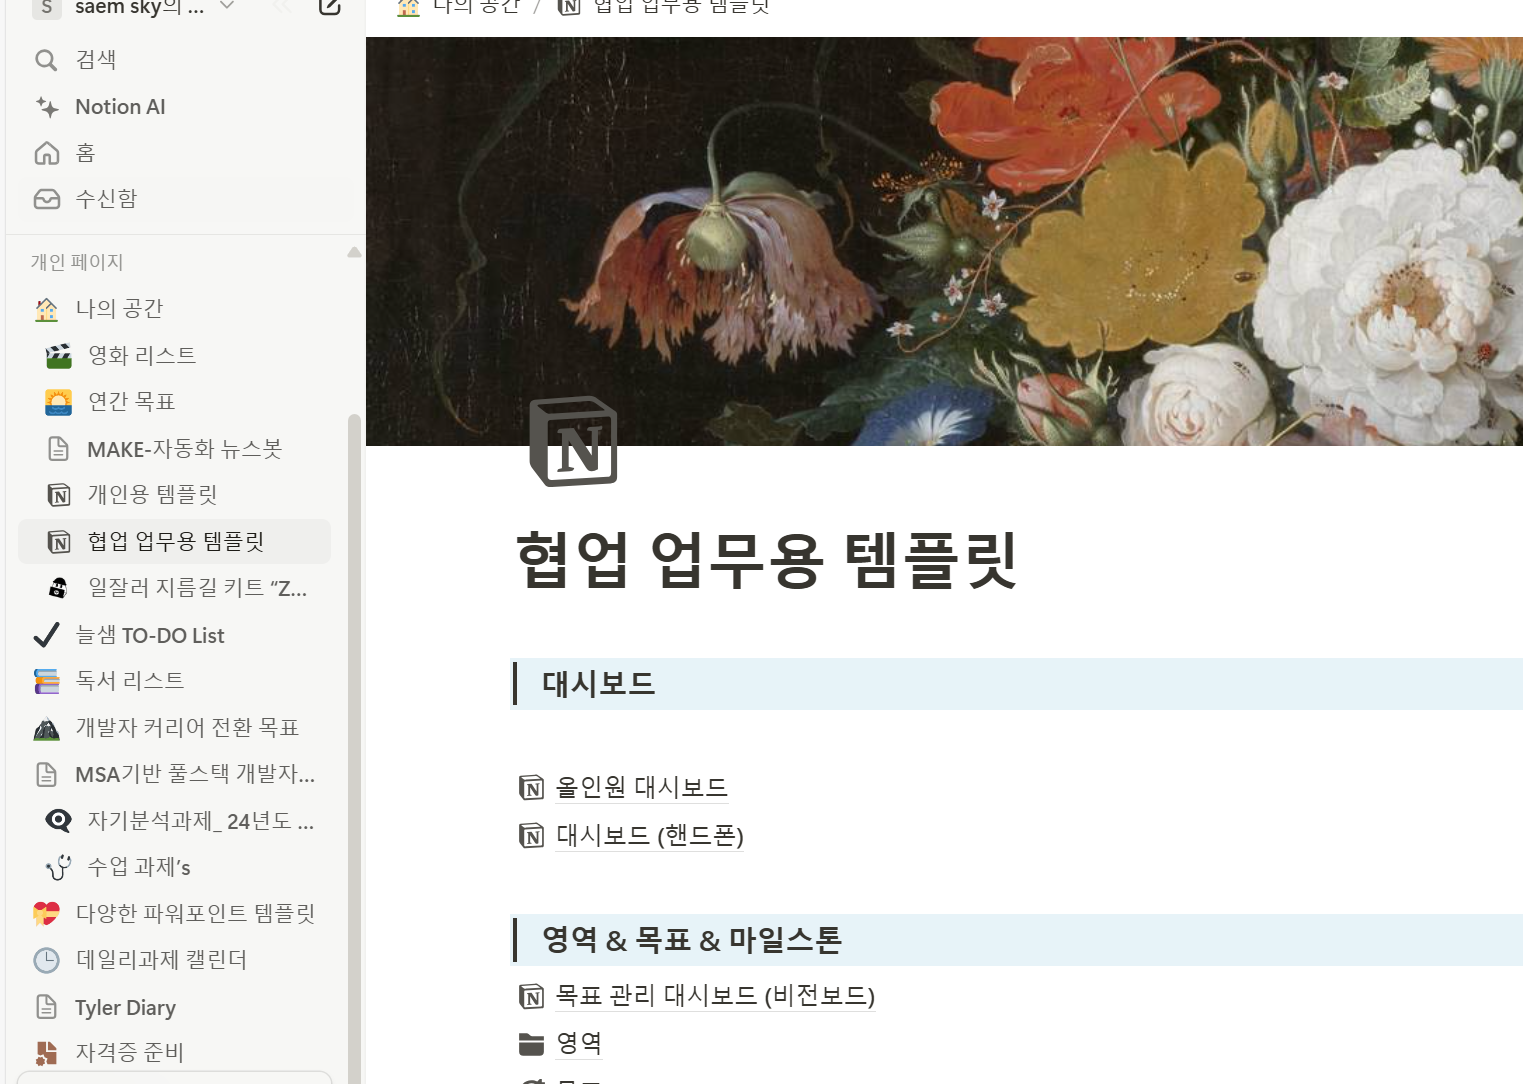 saem sky의 ...
나의 공간 / 협업 업무용 템플릿
검색
Notion AI
홈
수신함
개인 페이지
나의 공간
영화 리스트
연간 목표
MAKE-자동화 뉴스봇
개인용 템플릿
협업 업무용 템플릿
일잘러 지름길 키트 “Z...
늘샘 TO-DO List
독서 리스트
개발자 커리어 전환 목표
MSA기반 풀스택 개발자...
자기분석과제_ 24년도 ...
수업 과제’s
다양한 파워포인트 템플릿
데일리과제 캘린더
Tyler Diary
자격증 준비
협업 업무용 템플릿
대시보드
올인원 대시보드
대시보드 (핸드폰)
영역 & 목표 & 마일스톤
목표 관리 대시보드 (비전보드)
영역